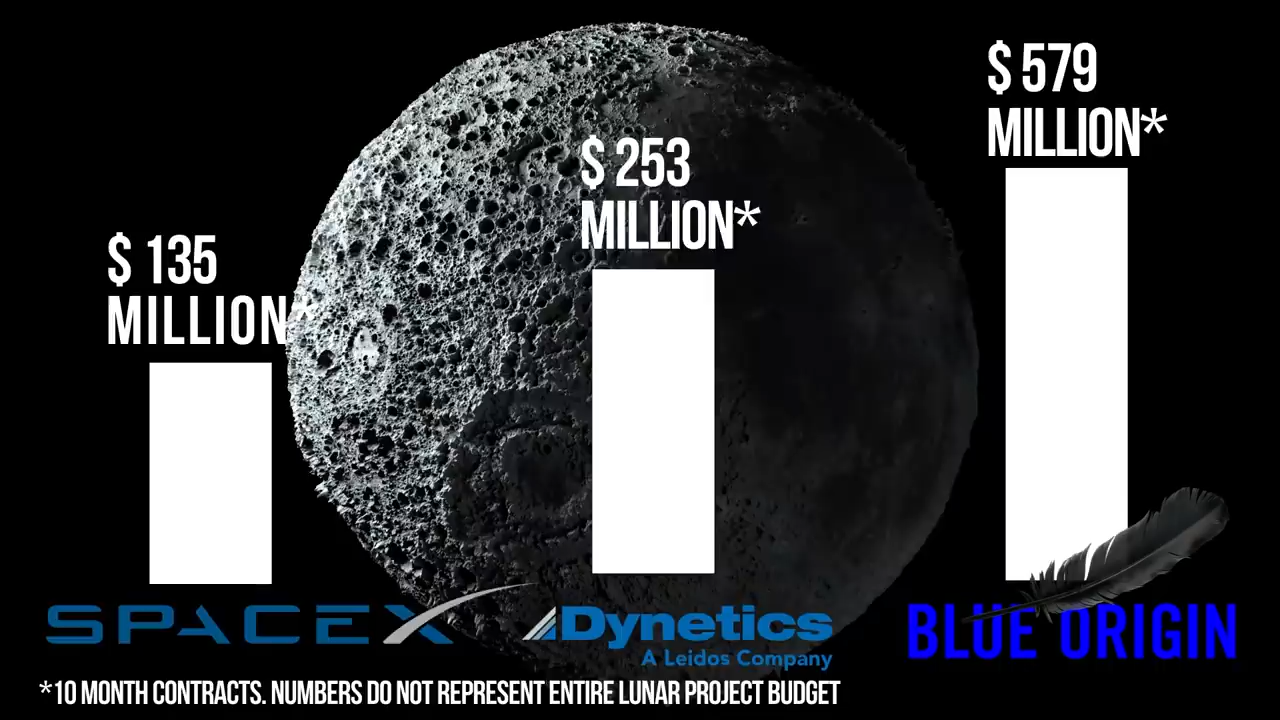 $ 579
MILLION*
$ 253
MILLION*
$ 135
MILLION*
SPACEX
Dynetics
A Leidos Company
BLUE ORIGIN
*10 MONTH CONTRACTS. NUMBERS DO NOT REPRESENT ENTIRE LUNAR PROJECT BUDGET